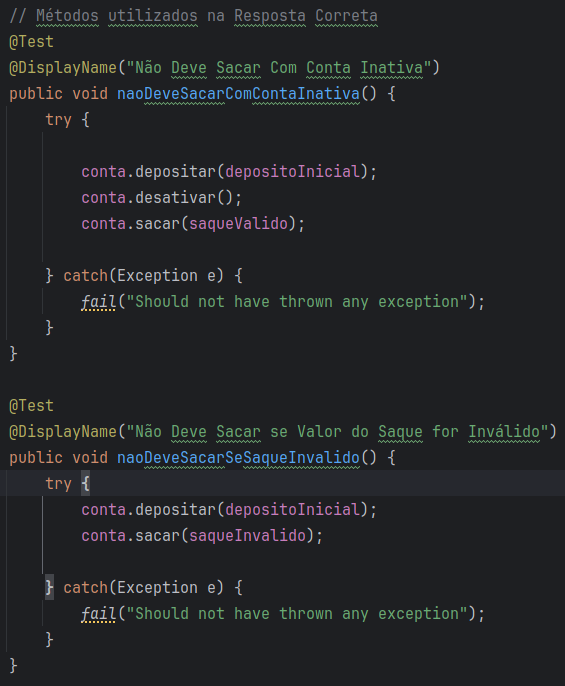 // Métodos utilizados na Resposta Correta
@Test
@DisplayName("Não Deve Sacar Com Conta Inativa")
public void naoDeveSacarComContaInativa() {
try {
conta.depositar(depositoInicial);
conta.desativar();
conta.sacar(saqueValido);
} catch(Exception e) {
fail("Should not have thrown any exception");
}
}
@Test
@DisplayName("Não Deve Sacar se Valor do Saque for Inválido")
public void naoDeveSacarSeSaqueInvalido() {
try {
conta.depositar(depositoInicial);
conta.sacar(saqueInvalido);
} catch(Exception e) {
fail("Should not have thrown any exception");
}
}